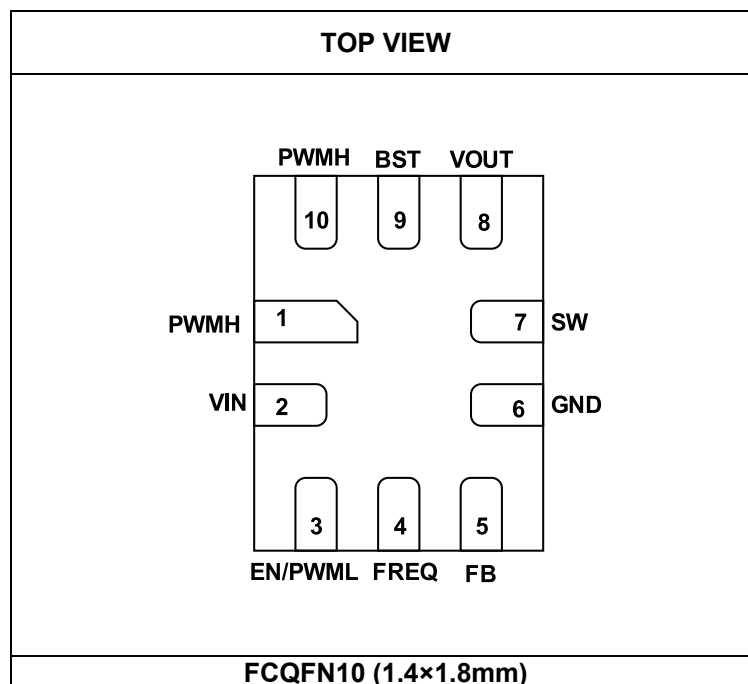 TOP VIEW
PWMH BST VOUT
10 9 8
PWMH 1 7 SW
VIN 2 6 GND
3 4 5
EN/PWML FREQ FB
FCQFN10 (1.4×1.8mm)